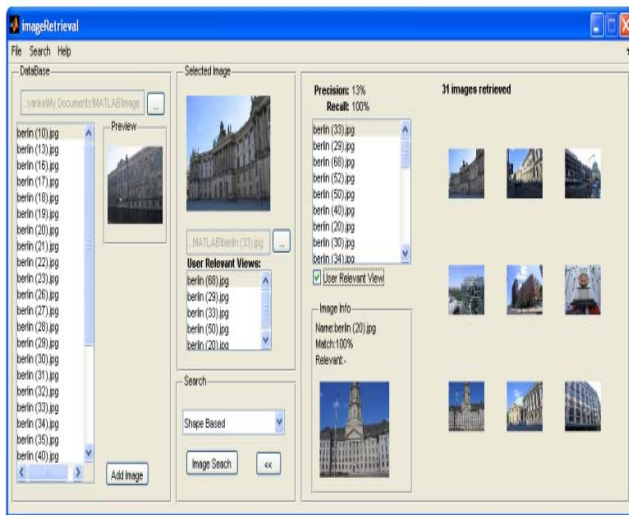 imageRetrieval
File Search Help
DataBase
...yanka\My Documents\MATLAB\image
...
berlin (10).jpg
berlin (13).jpg
berlin (16).jpg
berlin (17).jpg
berlin (18).jpg
berlin (19).jpg
berlin (20).jpg
berlin (21).jpg
berlin (22).jpg
berlin (23).jpg
berlin (26).jpg
berlin (27).jpg
berlin (28).jpg
berlin (29).jpg
berlin (30).jpg
berlin (31).jpg
berlin (32).jpg
berlin (33).jpg
berlin (34).jpg
berlin (35).jpg
berlin (40).jpg
Preview
Add Image
Selected Image
MATLAB\berlin (33).jpg
...
User Relevant Views:
berlin (68).jpg
berlin (29).jpg
berlin (33).jpg
berlin (50).jpg
berlin (20).jpg
Search
Shape Based
Image Seach
<<
Precision: 13%
Recall: 100%
berlin (33).jpg
berlin (29).jpg
berlin (68).jpg
berlin (52).jpg
berlin (50).jpg
berlin (40).jpg
berlin (20).jpg
berlin (30).jpg
berlin (34).jpg
User Relevant View
Image Info
Name:berlin (20).jpg
Match:100%
Relevant:-
31 images retrieved